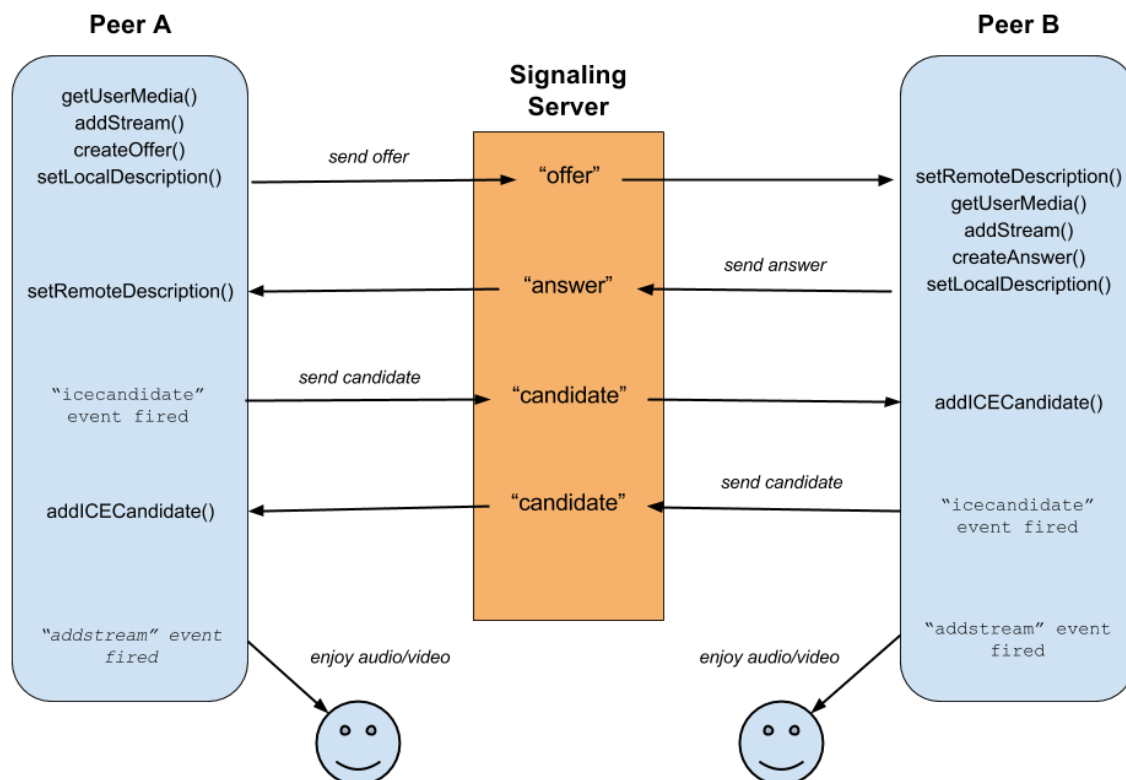 Peer A
Peer B
Signaling
Server
getUserMedia()
addStream()
createOffer()
setLocalDescription()
send offer
“offer”
setRemoteDescription()
getUserMedia()
addStream()
createAnswer()
setLocalDescription()
send answer
“answer”
setRemoteDescription()
“icecandidate”
event fired
send candidate
“candidate”
addICECandidate()
addICECandidate()
“candidate”
send candidate
“icecandidate”
event fired
“addstream” event
fired
enjoy audio/video
enjoy audio/video
“addstream” event
fired